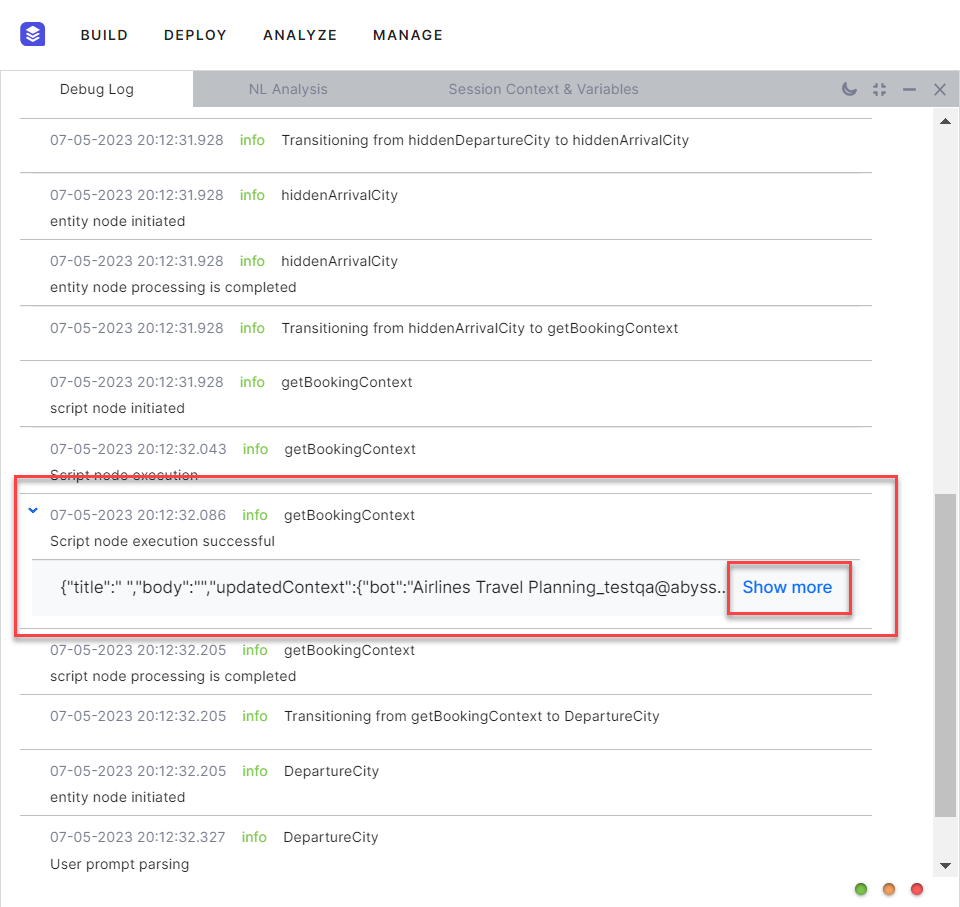 BUILD DEPLOY ANALYZE MANAGE
Debug Log NL Analysis Session Context & Variables
07-05-2023 20:12:31.928 info Transitioning from hiddenDepartureCity to hiddenArrivalCity
07-05-2023 20:12:31.928 info hiddenArrivalCity
entity node initiated
07-05-2023 20:12:31.928 info hiddenArrivalCity
entity node processing is completed
07-05-2023 20:12:31.928 info Transitioning from hiddenArrivalCity to getBookingContext
07-05-2023 20:12:31.928 info getBookingContext
script node initiated
07-05-2023 20:12:32.043 info getBookingContext
Script node execution
07-05-2023 20:12:32.086 info getBookingContext
Script node execution successful
{"title":" ","body":"","updatedContext":{"bot":"Airlines Travel Planning_testqa@abyss... Show more
07-05-2023 20:12:32.205 info getBookingContext
script node processing is completed
07-05-2023 20:12:32.205 info Transitioning from getBookingContext to DepartureCity
07-05-2023 20:12:32.205 info DepartureCity
entity node initiated
07-05-2023 20:12:32.327 info DepartureCity
User prompt parsing